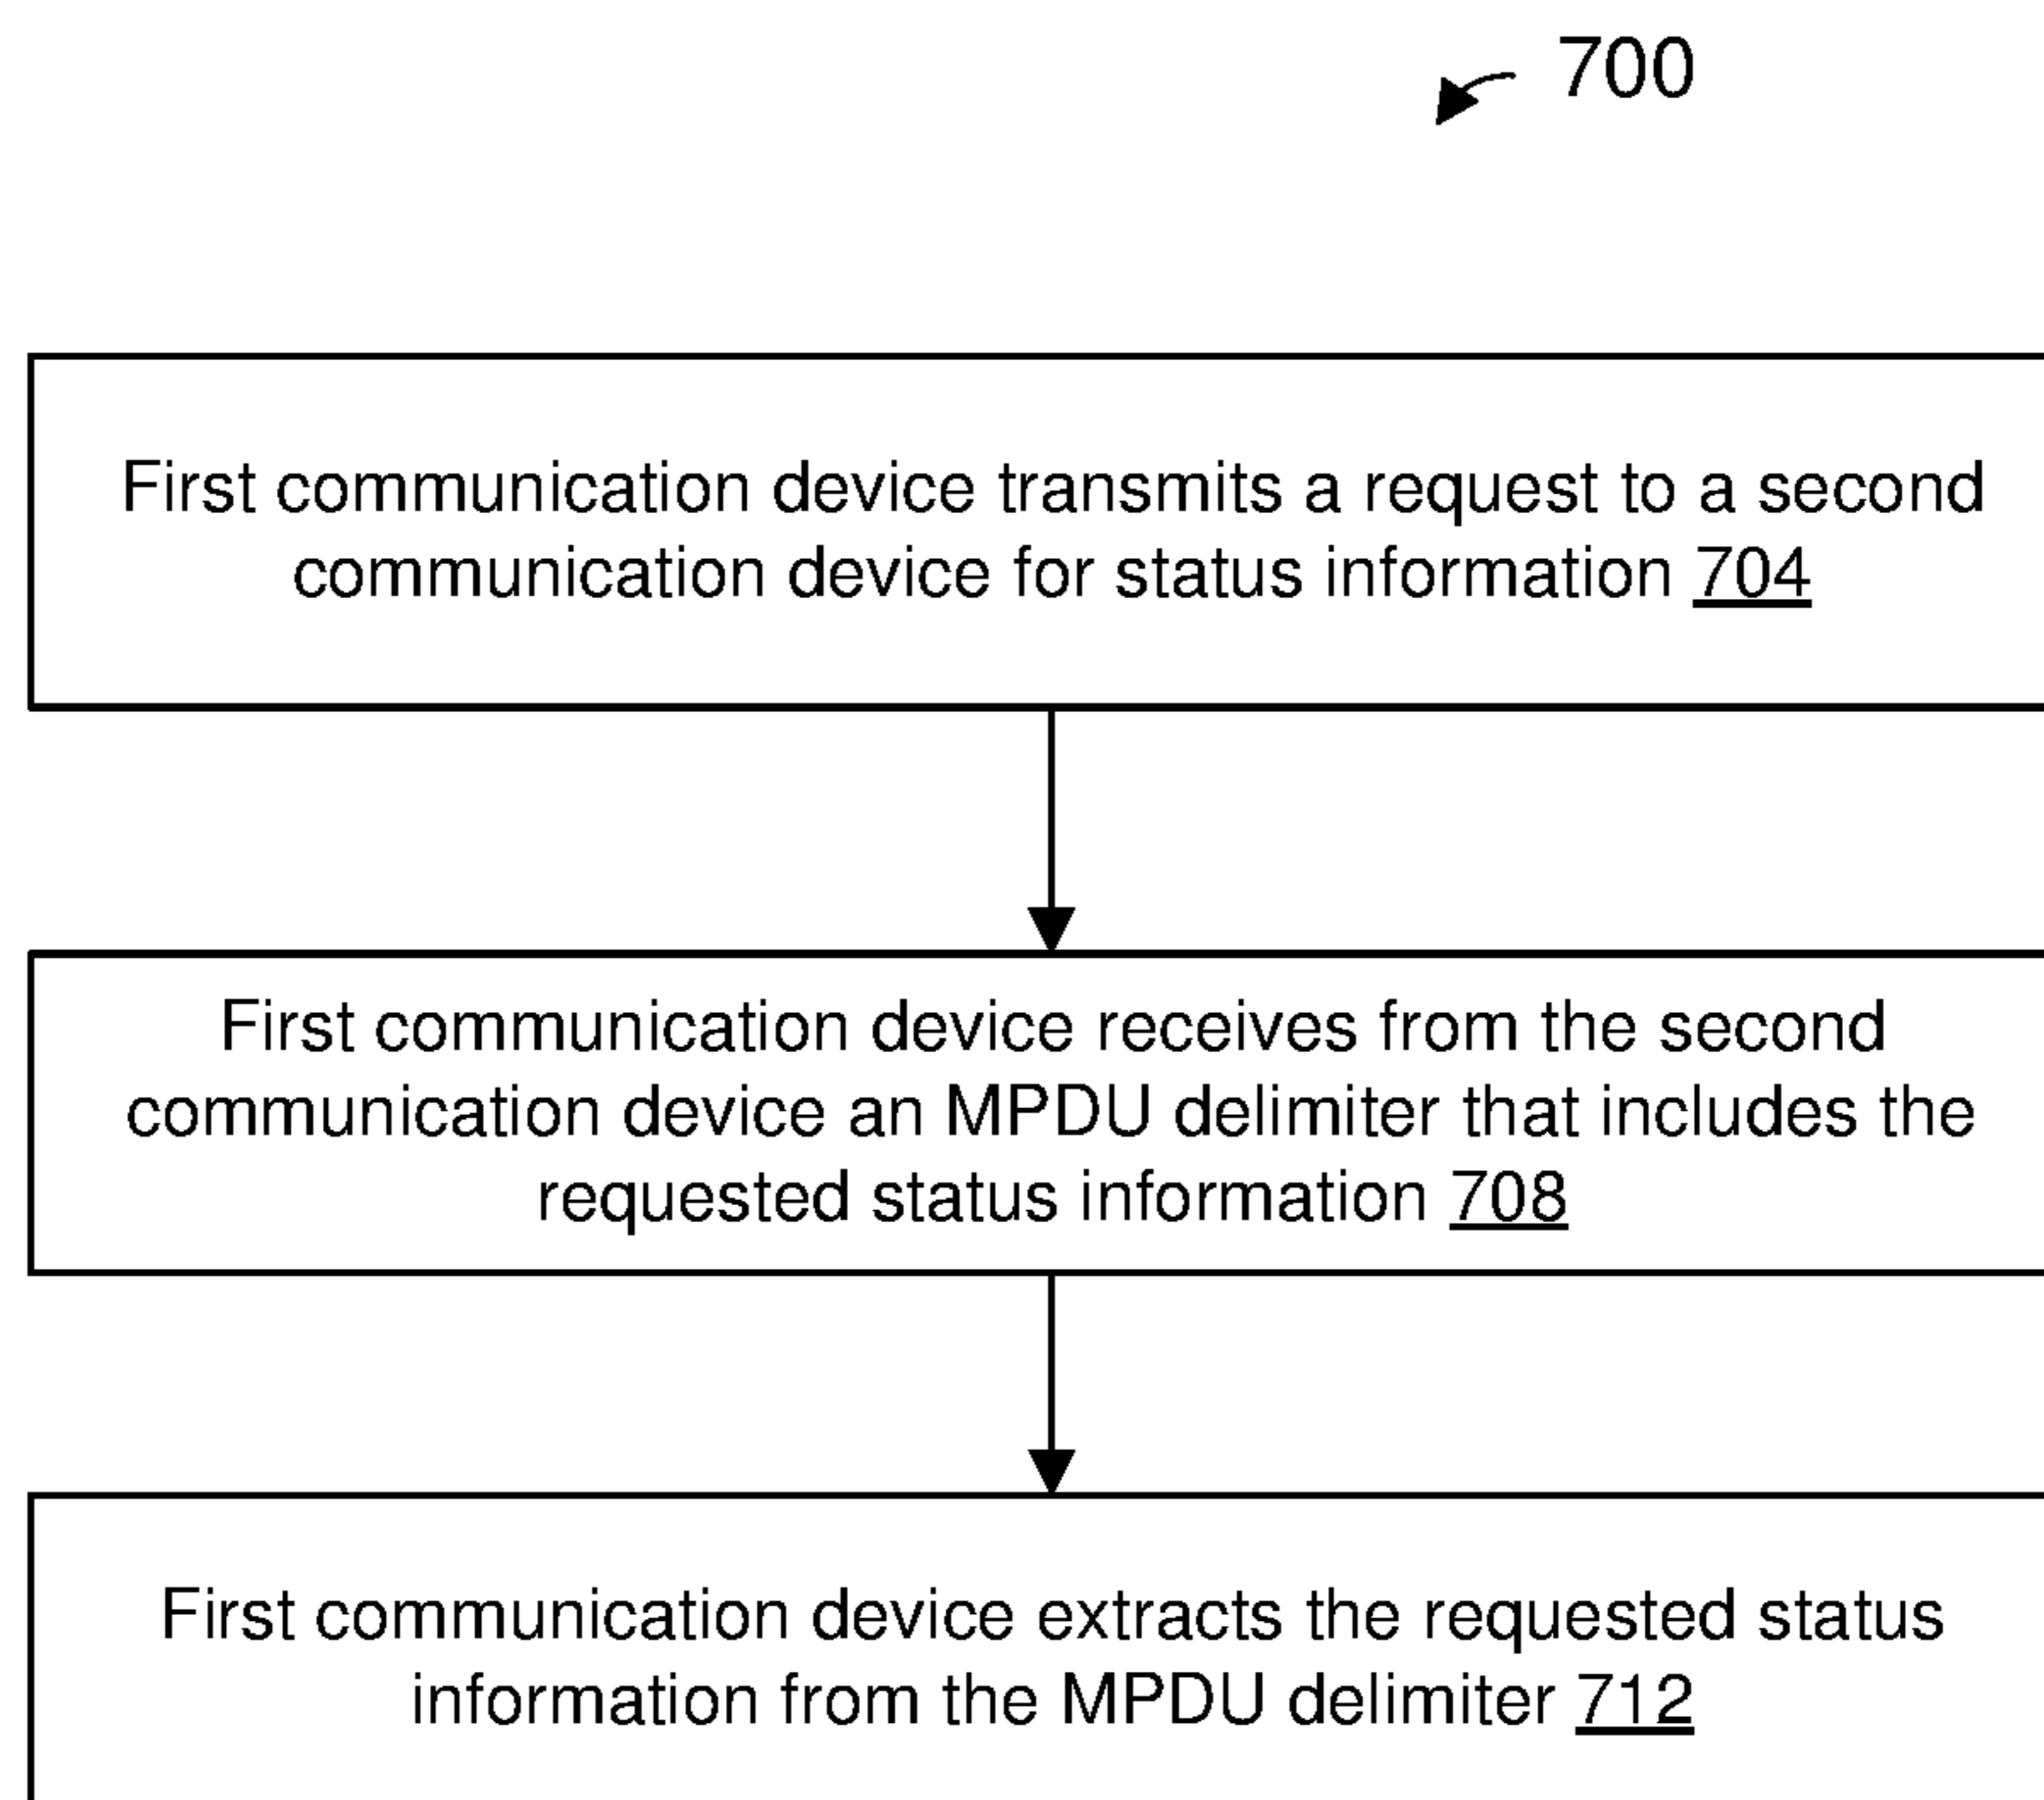 700
First communication device transmits a request to a second
communication device for status information 704
First communication device receives from the second
communication device an MPDU delimiter that includes the
requested status information 708
First communication device extracts the requested status
information from the MPDU delimiter 712